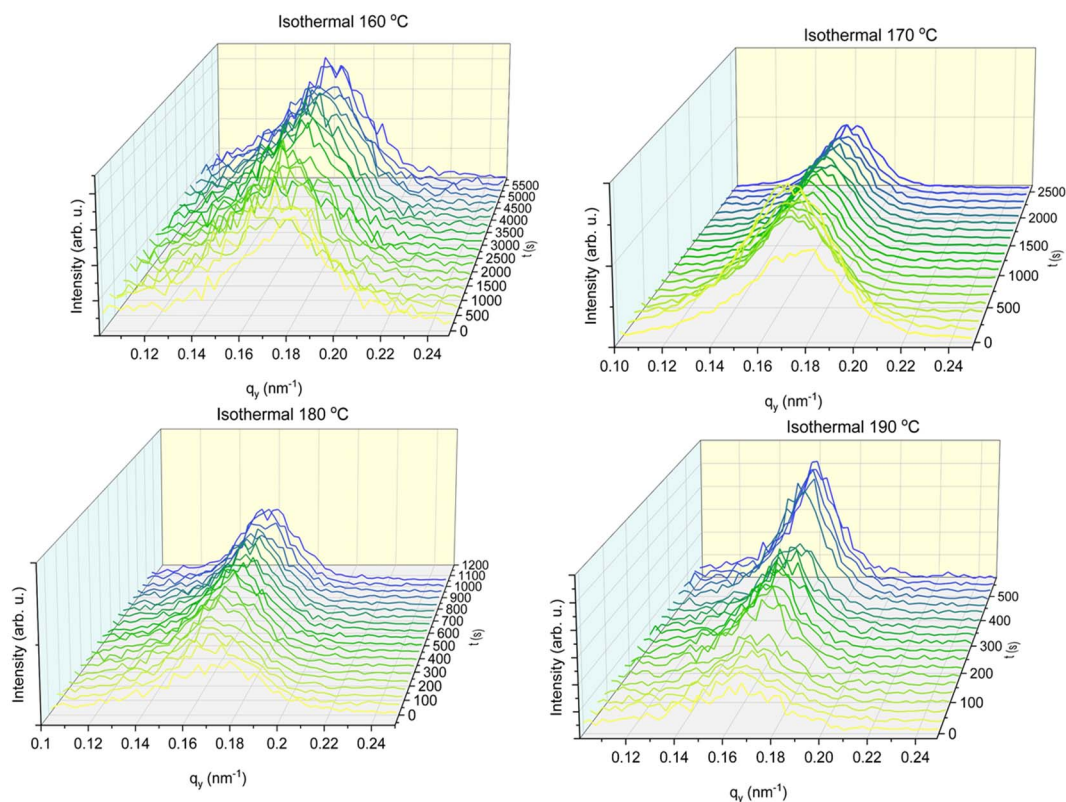 Isothermal 160 °C
Intensity (arb. u.)
5500
5000
4500
4000
3500
3000
2500
2000
1500
1000
500
0
t (s)
0.12 0.14 0.16 0.18 0.20 0.22 0.24
qy (nm-1)
Isothermal 170 °C
Intensity (arb. u.)
2500
2000
1500
1000
500
0
t (s)
0.10 0.12 0.14 0.16 0.18 0.20 0.22 0.24
qy (nm-1)
Isothermal 180 °C
Intensity (arb. u.)
1200
1000
900
800
700
600
500
400
300
200
100
0
t (s)
0.1 0.12 0.14 0.16 0.18 0.2 0.22 0.24
qy (nm-1)
Isothermal 190 °C
Intensity (arb. u.)
500
400
300
200
100
0
t (s)
0.12 0.14 0.16 0.18 0.20 0.22 0.24
qy (nm-1)